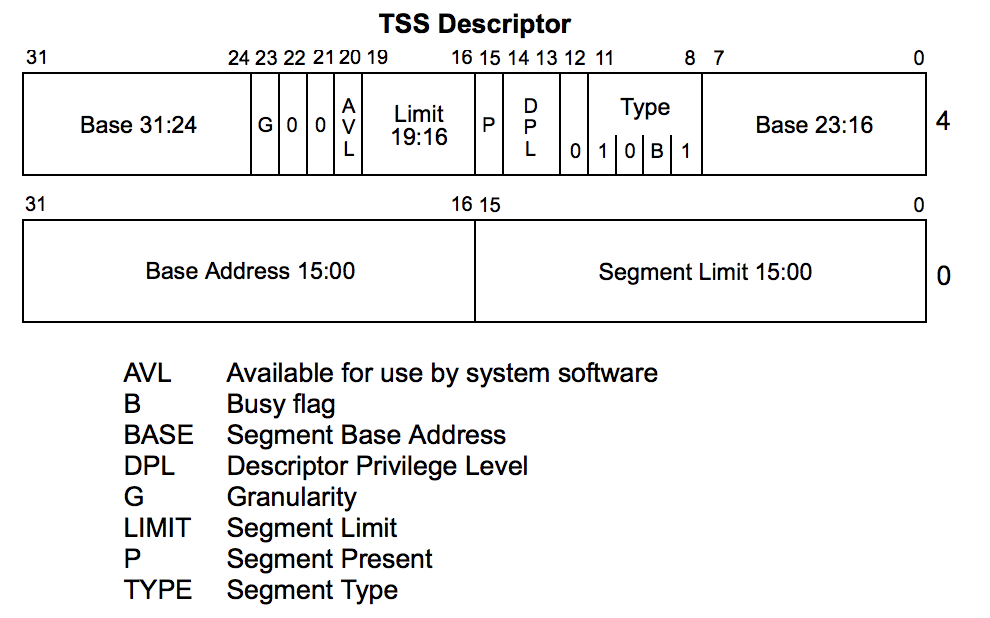 TSS Descriptor
31 24 23 22 21 20 19 16 15 14 13 12 11 8 7 0
Base 31:24 G 0 0 AVL Limit 19:16 P DPL 0 Type 1 0 B 1 Base 23:16 4
31 16 15 0
Base Address 15:00 Segment Limit 15:00 0
AVL Available for use by system software
B Busy flag
BASE Segment Base Address
DPL Descriptor Privilege Level
G Granularity
LIMIT Segment Limit
P Segment Present
TYPE Segment Type